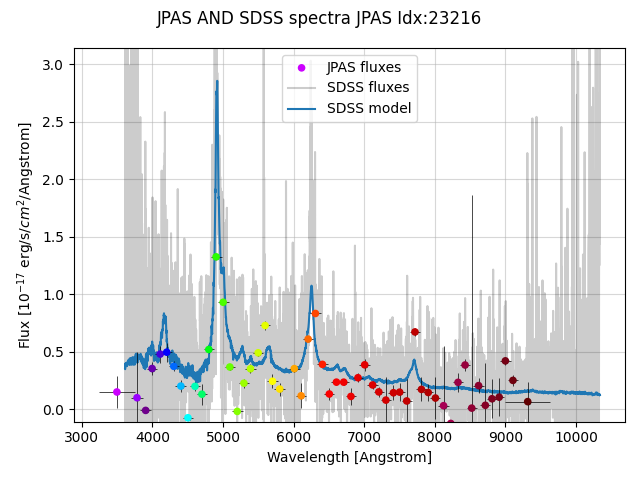 JPAS AND SDSS spectra JPAS Idx:23216
JPAS fluxes
SDSS fluxes
SDSS model
Flux [10⁻¹⁷ erg/s/cm²/Angstrom]
3.0
2.5
2.0
1.5
1.0
0.5
0.0
3000 4000 5000 6000 7000 8000 9000 10000
Wavelength [Angstrom]